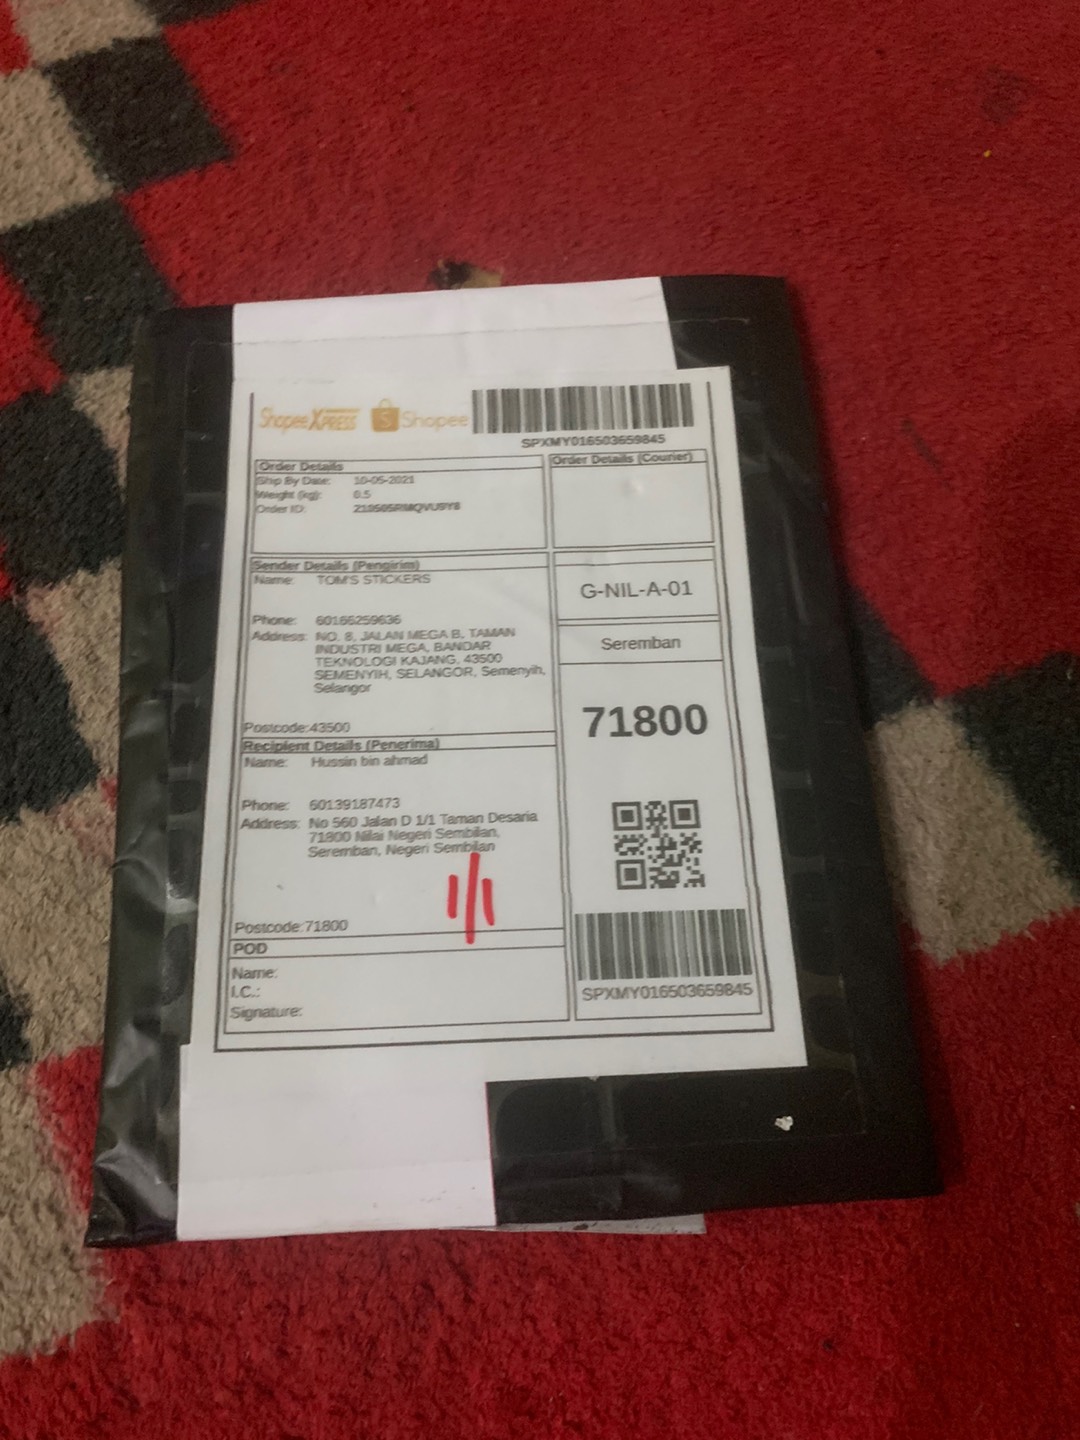 Shopee XPRESS Shopee
SPXMY016503659845
Order Details
Ship By Date: 10-05-2021
Weight (kg): 0.5
Order ID: 210505RMQVU9Y8
Order Details (Courier)
Sender Details (Pengirim)
Name: TOM'S STICKERS
Phone: 60166259636
Address: NO. 8, JALAN MEGA B, TAMAN
INDUSTRI MEGA, BANDAR
TEKNOLOGI KAJANG, 43500
SEMENYIH, SELANGOR, Semenyih,
Selangor
Postcode:43500
G-NIL-A-01
Seremban
71800
Recipient Details (Penerima)
Name: Hussin bin ahmad
Phone: 60139187473
Address: No 560 Jalan D 1/1 Taman Desaria
71800 Nilai Negeri Sembilan,
Seremban, Negeri Sembilan
1/1
Postcode:71800
POD
Name:
I.C.:
Signature:
SPXMY016503659845